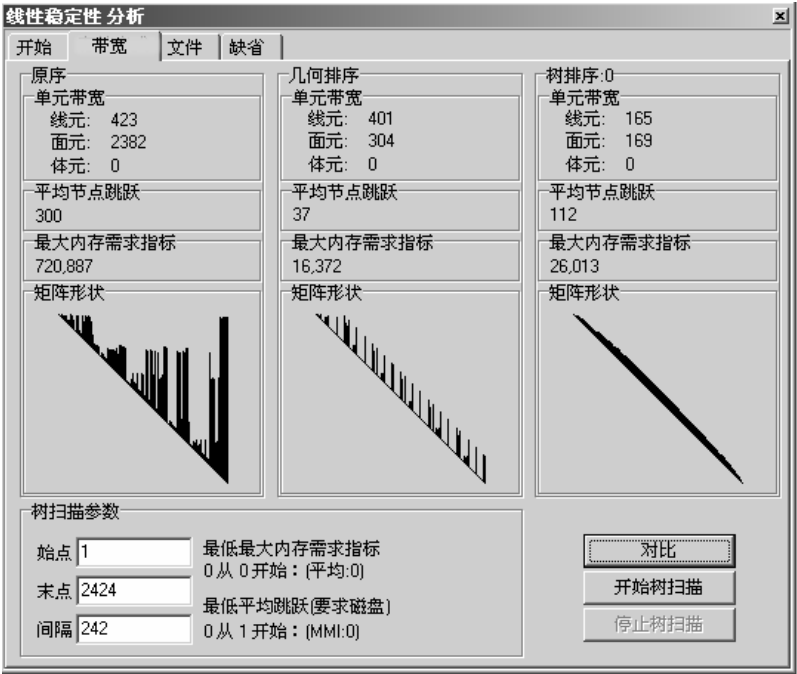 线性稳定性 分析
开始 带宽 文件 缺省
原序
单元带宽
线元: 423
面元: 2382
体元: 0
平均节点跳跃
300
最大内存需求指标
720,887
矩阵形状
几何排序
单元带宽
线元: 401
面元: 304
体元: 0
平均节点跳跃
37
最大内存需求指标
16,372
矩阵形状
树排序:0
单元带宽
线元: 165
面元: 169
体元: 0
平均节点跳跃
112
最大内存需求指标
26,013
矩阵形状
树扫描参数
始点 1
末点 2424
间隔 242
最低最大内存需求指标
0 从 0 开始：(平均:0)
最低平均跳跃(要求磁盘)
0 从 1 开始：(MMI:0)
对比
开始树扫描
停止树扫描